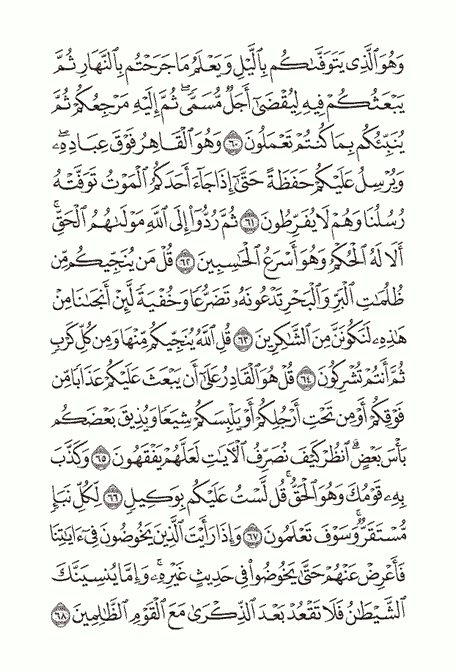 وَهُوَ ٱلَّذِي يَتَوَفَّىٰكُم بِٱلَّيۡلِ وَيَعۡلَمُ مَا جَرَحۡتُم بِٱلنَّهَارِ ثُمَّ
يَبۡعَثُكُمۡ فِيهِ لِيُقۡضَىٰٓ أَجَلٞ مُّسَمّٗىۖ ثُمَّ إِلَيۡهِ مَرۡجِعُكُمۡ ثُمَّ
يُنَبِّئُكُم بِمَا كُنتُمۡ تَعۡمَلُونَ ٦٠ وَهُوَ ٱلۡقَاهِرُ فَوۡقَ عِبَادِهِۦۖ
وَيُرۡسِلُ عَلَيۡكُمۡ حَفَظَةً حَتَّىٰٓ إِذَا جَآءَ أَحَدَكُمُ ٱلۡمَوۡتُ تَوَفَّتۡهُ
رُسُلُنَا وَهُمۡ لَا يُفَرِّطُونَ ٦١ ثُمَّ رُدُّوٓاْ إِلَى ٱللَّهِ مَوۡلَىٰهُمُ ٱلۡحَقِّۚ
أَلَا لَهُ ٱلۡحُكۡمُ وَهُوَ أَسۡرَعُ ٱلۡحَٰسِبِينَ ٦٢ قُلۡ مَن يُنَجِّيكُم مِّن
ظُلُمَٰتِ ٱلۡبَرِّ وَٱلۡبَحۡرِ تَدۡعُونَهُۥ تَضَرُّعٗا وَخُفۡيَةٗ لَّئِنۡ أَنجَىٰنَا مِنۡ
هَٰذِهِۦ لَنَكُونَنَّ مِنَ ٱلشَّٰكِرِينَ ٦٣ قُلِ ٱللَّهُ يُنَجِّيكُم مِّنۡهَا وَمِن كُلِّ كَرۡبٖ
ثُمَّ أَنتُمۡ تُشۡرِكُونَ ٦٤ قُلۡ هُوَ ٱلۡقَادِرُ عَلَىٰٓ أَن يَبۡعَثَ عَلَيۡكُمۡ عَذَابٗا مِّن
فَوۡقِكُمۡ أَوۡ مِن تَحۡتِ أَرۡجُلِكُمۡ أَوۡ يَلۡبِسَكُمۡ شِيَعٗا وَيُذِيقَ بَعۡضَكُم
بَأۡسَ بَعۡضٍۗ ٱنظُرۡ كَيۡفَ نُصَرِّفُ ٱلۡأٓيَٰتِ لَعَلَّهُمۡ يَفۡقَهُونَ ٦٥ وَكَذَّبَ
بِهِۦ قَوۡمُكَ وَهُوَ ٱلۡحَقُّۚ قُل لَّسۡتُ عَلَيۡكُم بِوَكِيلٖ ٦٦ لِّكُلِّ نَبَإٖ
مُّسۡتَقَرّٞۚ وَسَوۡفَ تَعۡلَمُونَ ٦٧ وَإِذَا رَأَيۡتَ ٱلَّذِينَ يَخُوضُونَ فِيٓ ءَايَٰتِنَا
فَأَعۡرِضۡ عَنۡهُمۡ حَتَّىٰ يَخُوضُواْ فِي حَدِيثٍ غَيۡرِهِۦۚ وَإِمَّا يُنسِيَنَّكَ
ٱلشَّيۡطَٰنُ فَلَا تَقۡعُدۡ بَعۡدَ ٱلذِّكۡرَىٰ مَعَ ٱلۡقَوۡمِ ٱلظَّٰلِمِينَ ٦٨